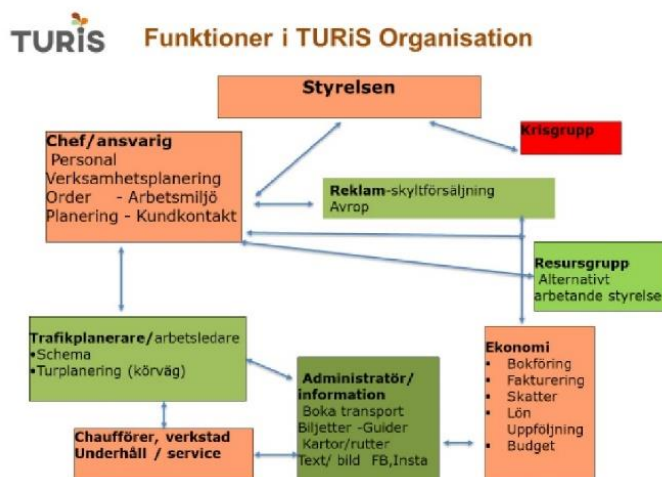 TURiS
Funktioner i TURiS Organisation
Styrelsen
Krisgrupp
Chef/ansvarig
Personal
Verksamhetsplanering
Order - Arbetsmiljö
Planering - Kundkontakt
Reklam-skyltförsäljning
Avrop
Resursgrupp
Alternativt
arbetande styrelse
Trafikplanerare/arbetsledare
•Schema
•Turplanering (körväg)
Administratör/
information
Boka transport
Biljetter -Guider
Kartor/rutter
Text/ bild FB,Insta
Ekonomi
▪ Bokföring
▪ Fakturering
▪ Skatter
▪ Lön
Uppföljning
▪ Budget
Chaufförer, verkstad
Underhåll / service